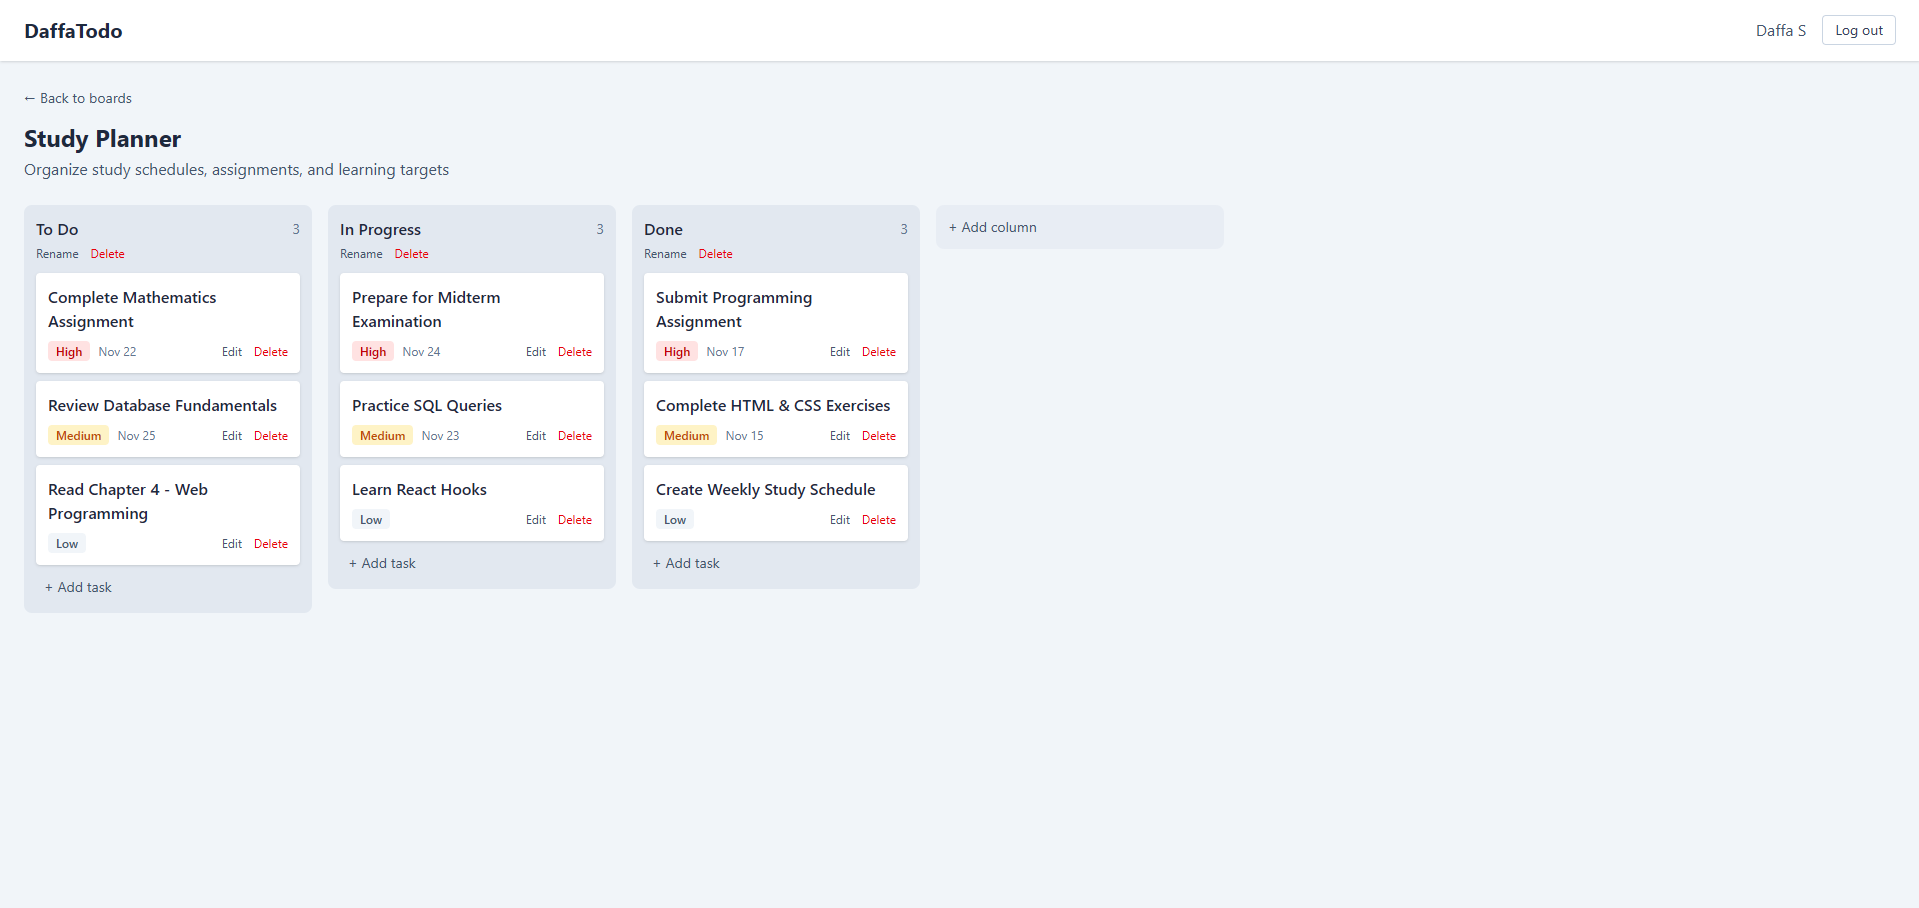 DaffaTodo
Daffa S
Log out
← Back to boards
Study Planner
Organize study schedules, assignments, and learning targets
To Do 3
Rename Delete
Complete Mathematics
Assignment
High Nov 22 Edit Delete
Review Database Fundamentals
Medium Nov 25 Edit Delete
Read Chapter 4 - Web
Programming
Low Edit Delete
+ Add task
In Progress 3
Rename Delete
Prepare for Midterm
Examination
High Nov 24 Edit Delete
Practice SQL Queries
Medium Nov 23 Edit Delete
Learn React Hooks
Low Edit Delete
+ Add task
Done 3
Rename Delete
Submit Programming
Assignment
High Nov 17 Edit Delete
Complete HTML & CSS Exercises
Medium Nov 15 Edit Delete
Create Weekly Study Schedule
Low Edit Delete
+ Add task
+ Add column